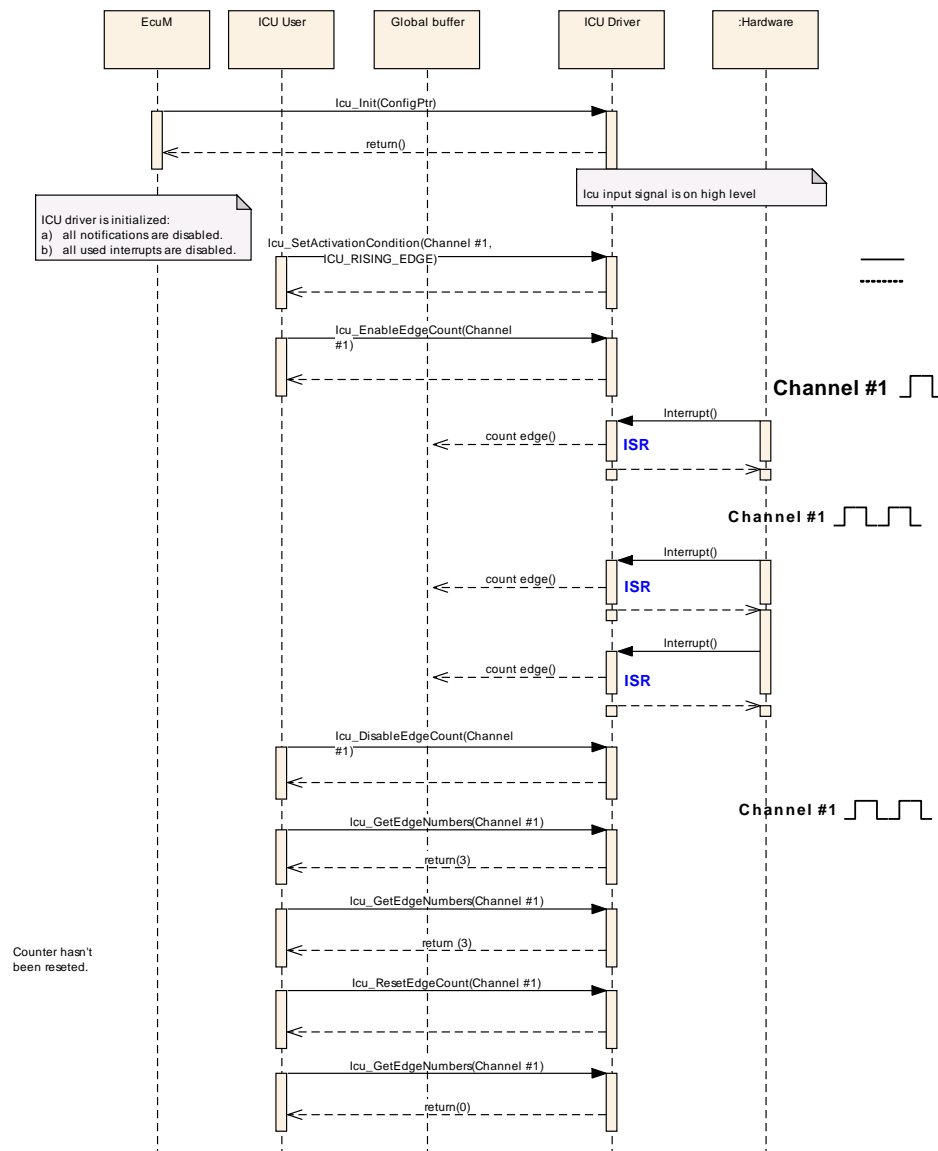 EcuM
ICU User
Global buffer
ICU Driver
:Hardware
Icu_Init(ConfigPtr)
return()
Icu input signal is on high level
ICU driver is initialized:
a) all notifications are disabled.
b) all used interrupts are disabled.
Icu_SetActivationCondition(Channel #1,
ICU_RISING_EDGE)
Icu_EnableEdgeCount(Channel
#1)
Channel #1
Interrupt()
count edge()
ISR
Channel #1
Interrupt()
count edge()
ISR
Interrupt()
count edge()
ISR
Icu_DisableEdgeCount(Channel
#1)
Channel #1
Icu_GetEdgeNumbers(Channel #1)
return(3)
Icu_GetEdgeNumbers(Channel #1)
return (3)
Counter hasn't
been reseted.
Icu_ResetEdgeCount(Channel #1)
Icu_GetEdgeNumbers(Channel #1)
return(0)